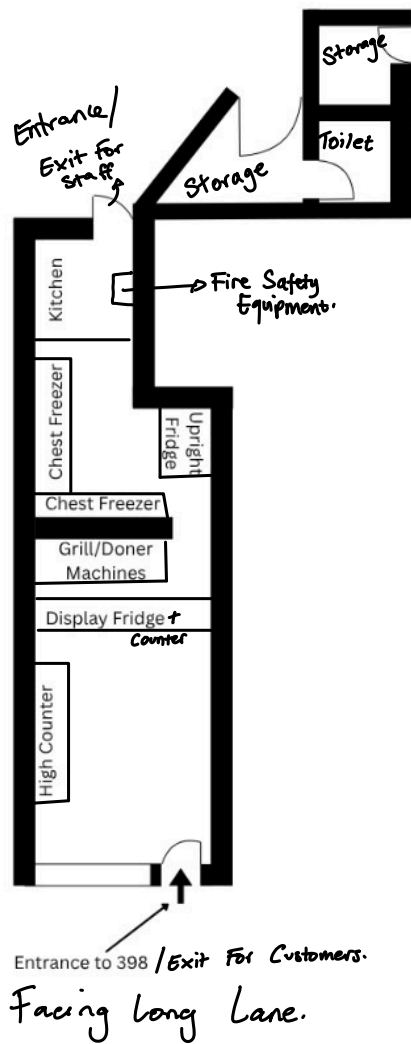 Storage
Entrance/
Exit For
Staff
Toilet
Storage
Kitchen
Fire Safety
Equipment.
Chest Freezer
Upright
Fridge
Chest Freezer
Grill/Doner
Machines
Display Fridge +
Counter
High Counter
Entrance to 398 /Exit For Customers.
Facing Long Lane.